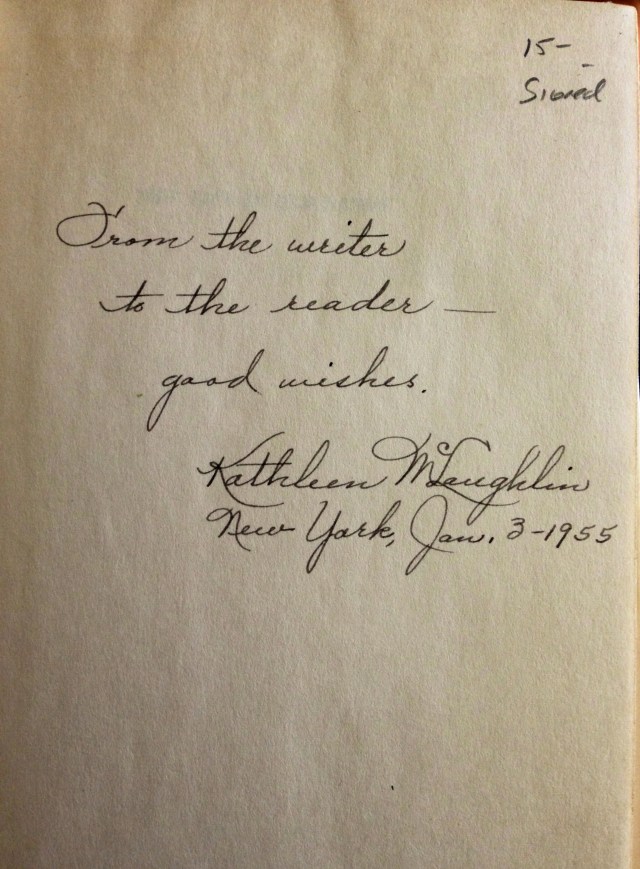 15-
Signed
From the writer
to the reader —
good wishes.
Kathleen McLaughlin
New York, Jan. 3-1955